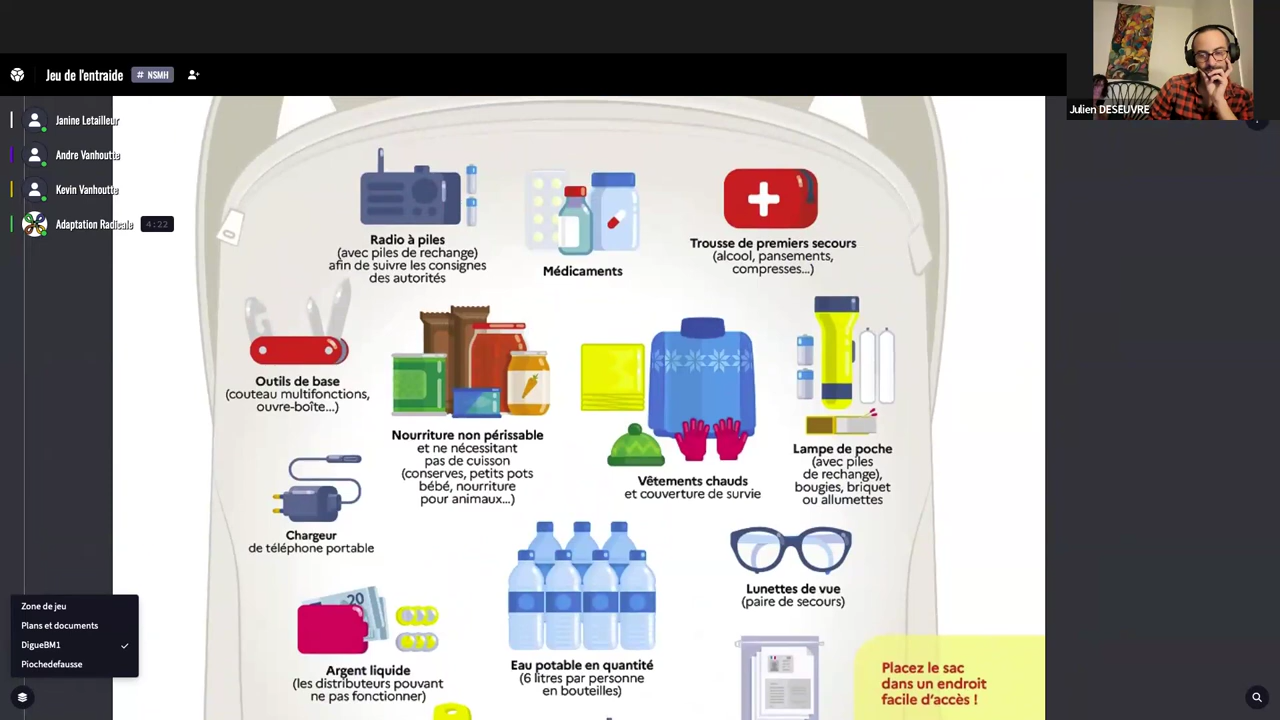 Jeu de l'entraide
# NSMH
Julien DESEUVRE
Janine Letailleur
Andre Vanhoutte
Kevin Vanhoutte
Adaptation Radicale
4:22
Radio à piles
(avec piles de rechange)
afin de suivre les consignes
des autorités
Médicaments
Trousse de premiers secours
(alcool, pansements,
compresses...)
Outils de base
(couteau multifonctions,
ouvre-boîte...)
Nourriture non périssable
et ne nécessitant
pas de cuisson
(conserves, petits pots
bébé, nourriture
pour animaux...)
Vêtements chauds
et couverture de survie
Lampe de poche
(avec piles
de rechange),
bougies, briquet
ou allumettes
Chargeur
de téléphone portable
Lunettes de vue
(paire de secours)
20
Argent liquide
(les distributeurs pouvant
ne pas fonctionner)
Eau potable en quantité
(6 litres par personne
en bouteilles)
Placez le sac
dans un endroit
facile d'accès !
Zone de jeu
Plans et documents
DigueBM1
Piochedefausse